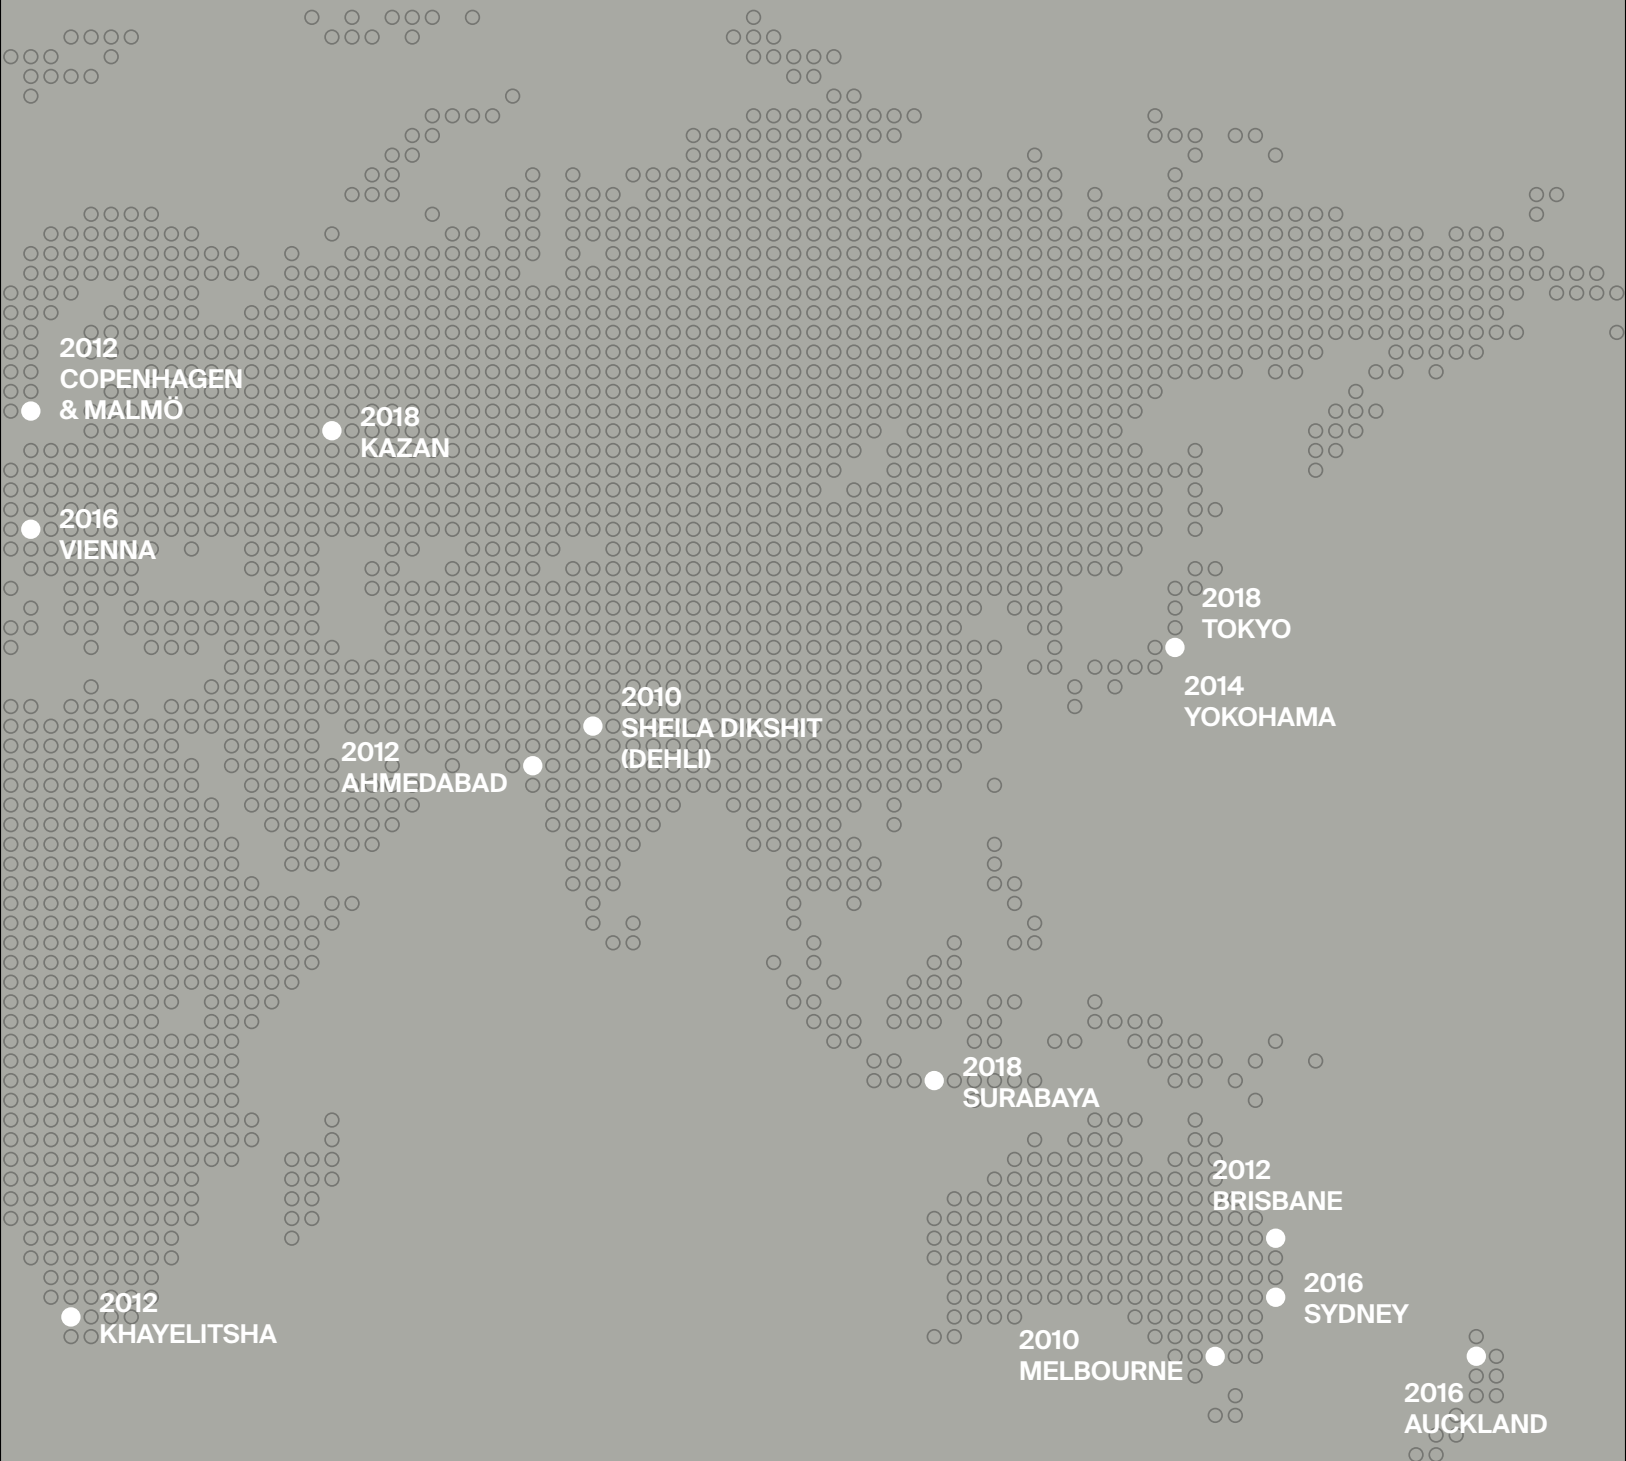 2012
COPENHAGEN
& MALMÖ
2018
KAZAN
2016
VIENNA
2018
TOKYO
2014
YOKOHAMA
2010
SHEILA DIKSHIT
(DEHLI)
2012
AHMEDABAD
2018
SURABAYA
2012
BRISBANE
2016
SYDNEY
2012
KHAYELITSHA
2010
MELBOURNE
2016
AUCKLAND